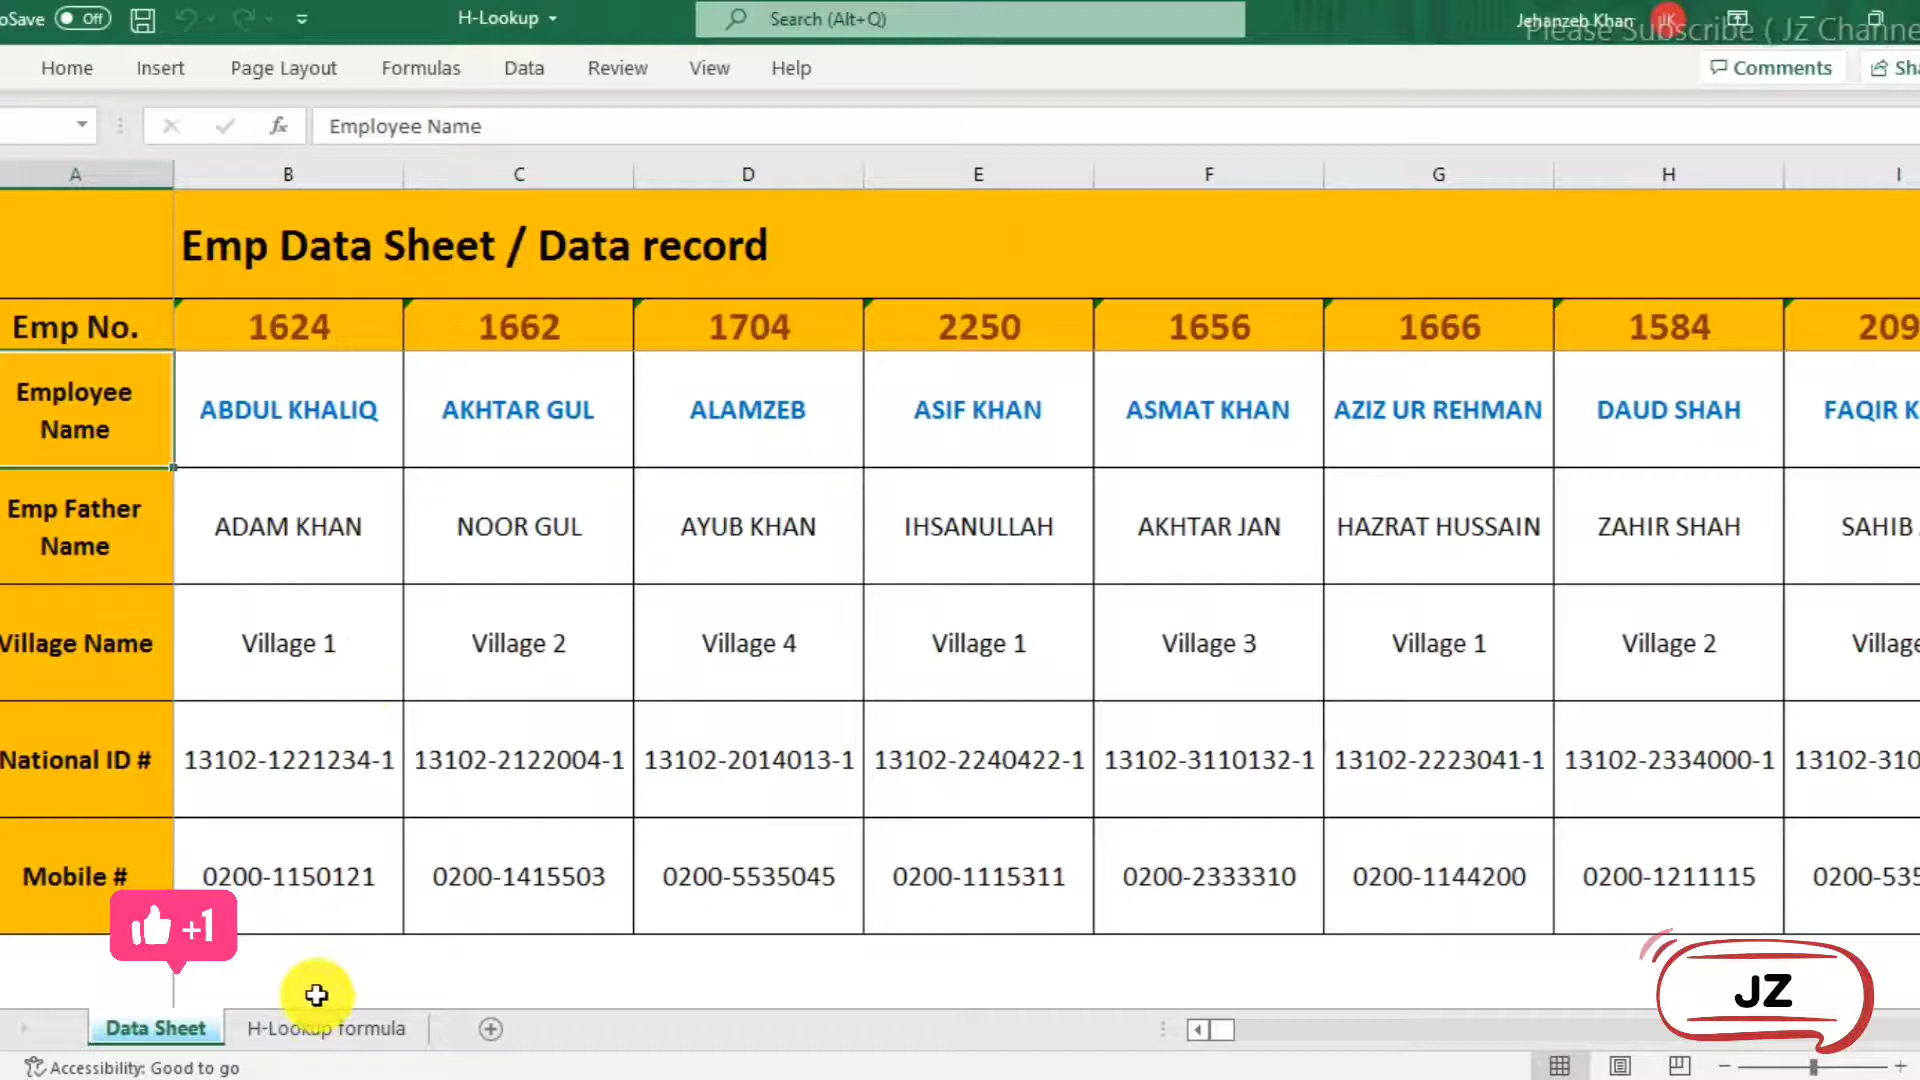 oSave Off H-Lookup Search (Alt+Q) Jehanzeb Khan JK
Please Subscribe ( JZ Channe
Home Insert Page Layout Formulas Data Review View Help Comments Sha
fx Employee Name
A B C D E F G H I
Emp Data Sheet / Data record
Emp No. 1624 1662 1704 2250 1656 1666 1584 209
Employee Name ABDUL KHALIQ AKHTAR GUL ALAMZEB ASIF KHAN ASMAT KHAN AZIZ UR REHMAN DAUD SHAH FAQIR K
Emp Father Name ADAM KHAN NOOR GUL AYUB KHAN IHSANULLAH AKHTAR JAN HAZRAT HUSSAIN ZAHIR SHAH SAHIB
Village Name Village 1 Village 2 Village 4 Village 1 Village 3 Village 1 Village 2 Village
National ID # 13102-1221234-1 13102-2122004-1 13102-2014013-1 13102-2240422-1 13102-3110132-1 13102-2223041-1 13102-2334000-1 13102-310
Mobile # 0200-1150121 0200-1415503 0200-5535045 0200-1115311 0200-2333310 0200-1144200 0200-1211115 0200-535
+1
JZ
Data Sheet H-Lookup formula
Accessibility: Good to go